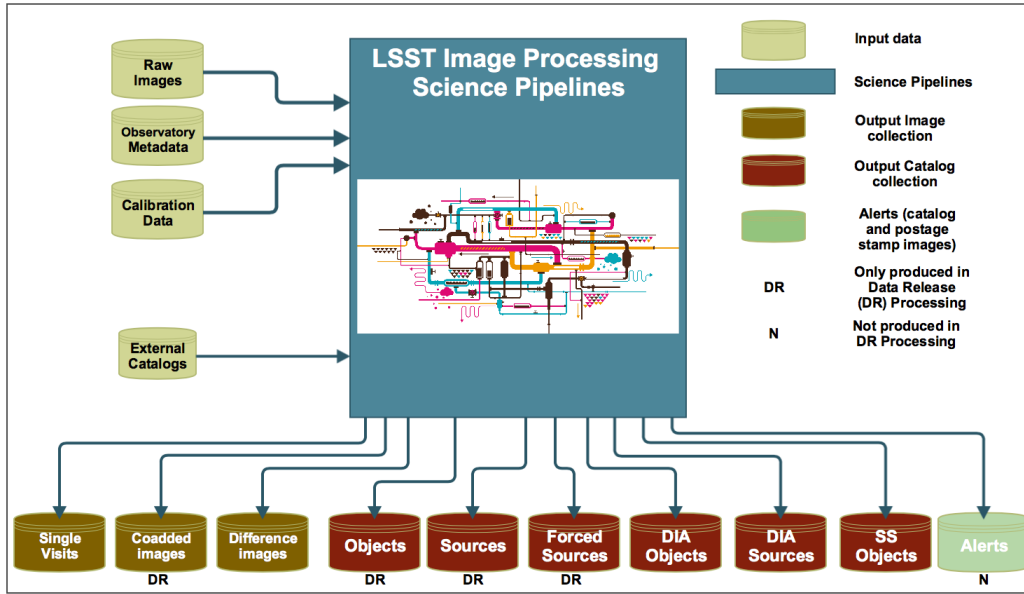 LSST Image Processing
Science Pipelines
Raw
Images
Observatory
Metadata
Calibration
Data
External
Catalogs
Input data
Science Pipelines
Output Image
collection
Output Catalog
collection
Alerts (catalog
and postage
stamp images)
DR
Only produced in
Data Release
(DR) Processing
N
Not produced in
DR Processing
Single
Visits
Coadded
images
DR
Difference
images
Objects
DR
Sources
DR
Forced
Sources
DR
DIA
Objects
DIA
Sources
SS
Objects
Alerts
N